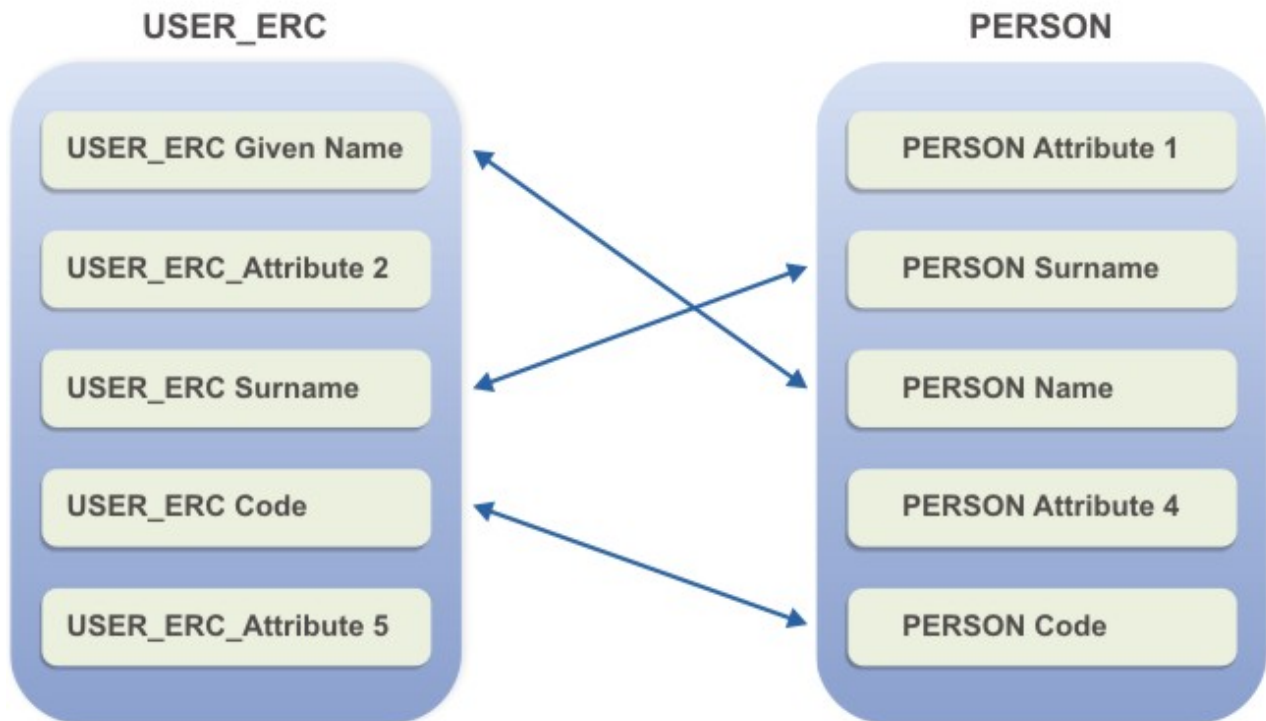 USER_ERC
USER_ERC Given Name
USER_ERC_Attribute 2
USER_ERC Surname
USER_ERC Code
USER_ERC_Attribute 5
PERSON
PERSON Attribute 1
PERSON Surname
PERSON Name
PERSON Attribute 4
PERSON Code